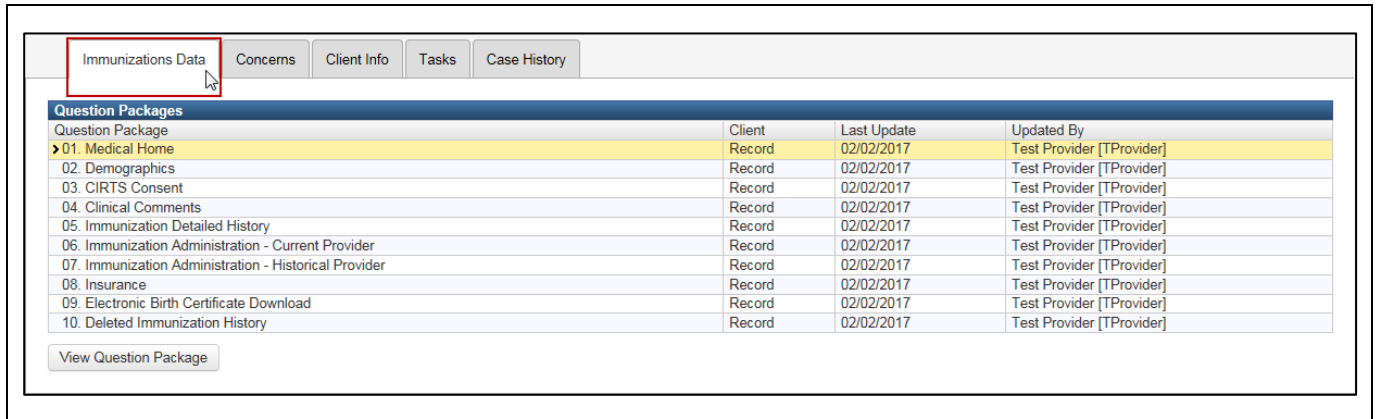 Immunizations Data Concerns Client Info Tasks Case History
Question Packages
Question Package Client Last Update Updated By
01. Medical Home Record 02/02/2017 Test Provider [TProvider]
02. Demographics Record 02/02/2017 Test Provider [TProvider]
03. CIRTS Consent Record 02/02/2017 Test Provider [TProvider]
04. Clinical Comments Record 02/02/2017 Test Provider [TProvider]
05. Immunization Detailed History Record 02/02/2017 Test Provider [TProvider]
06. Immunization Administration - Current Provider Record 02/02/2017 Test Provider [TProvider]
07. Immunization Administration - Historical Provider Record 02/02/2017 Test Provider [TProvider]
08. Insurance Record 02/02/2017 Test Provider [TProvider]
09. Electronic Birth Certificate Download Record 02/02/2017 Test Provider [TProvider]
10. Deleted Immunization History Record 02/02/2017 Test Provider [TProvider]
View Question Package